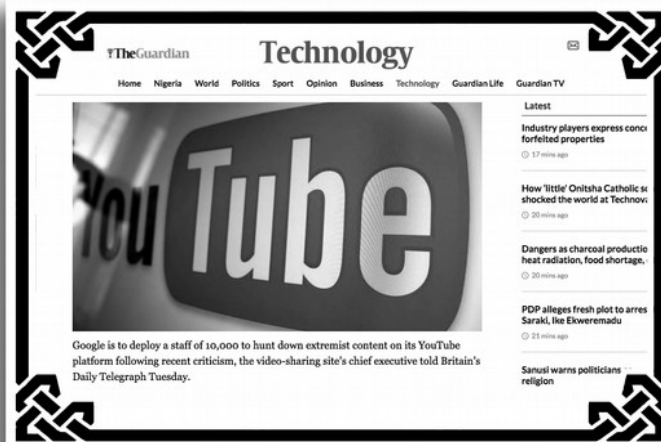 TheGuardian
Technology
Home Nigeria World Politics Sport Opinion Business Technology Guardian Life Guardian TV
You Tube
Google is to deploy a staff of 10,000 to hunt down extremist content on its YouTube
platform following recent criticism, the video-sharing site's chief executive told Britain's
Daily Telegraph Tuesday.
Latest
Industry players express
forfeited properties
17 mins ago
How 'little' Onitsha Catholic
shocked the world at
20 mins ago
Dangers as charcoal
heat radiation, food shortage,
20 mins ago
PDP alleges fresh plot to
Saraki, Ike Ekweremadu
21 mins ago
Sanusi warns politicians
religion